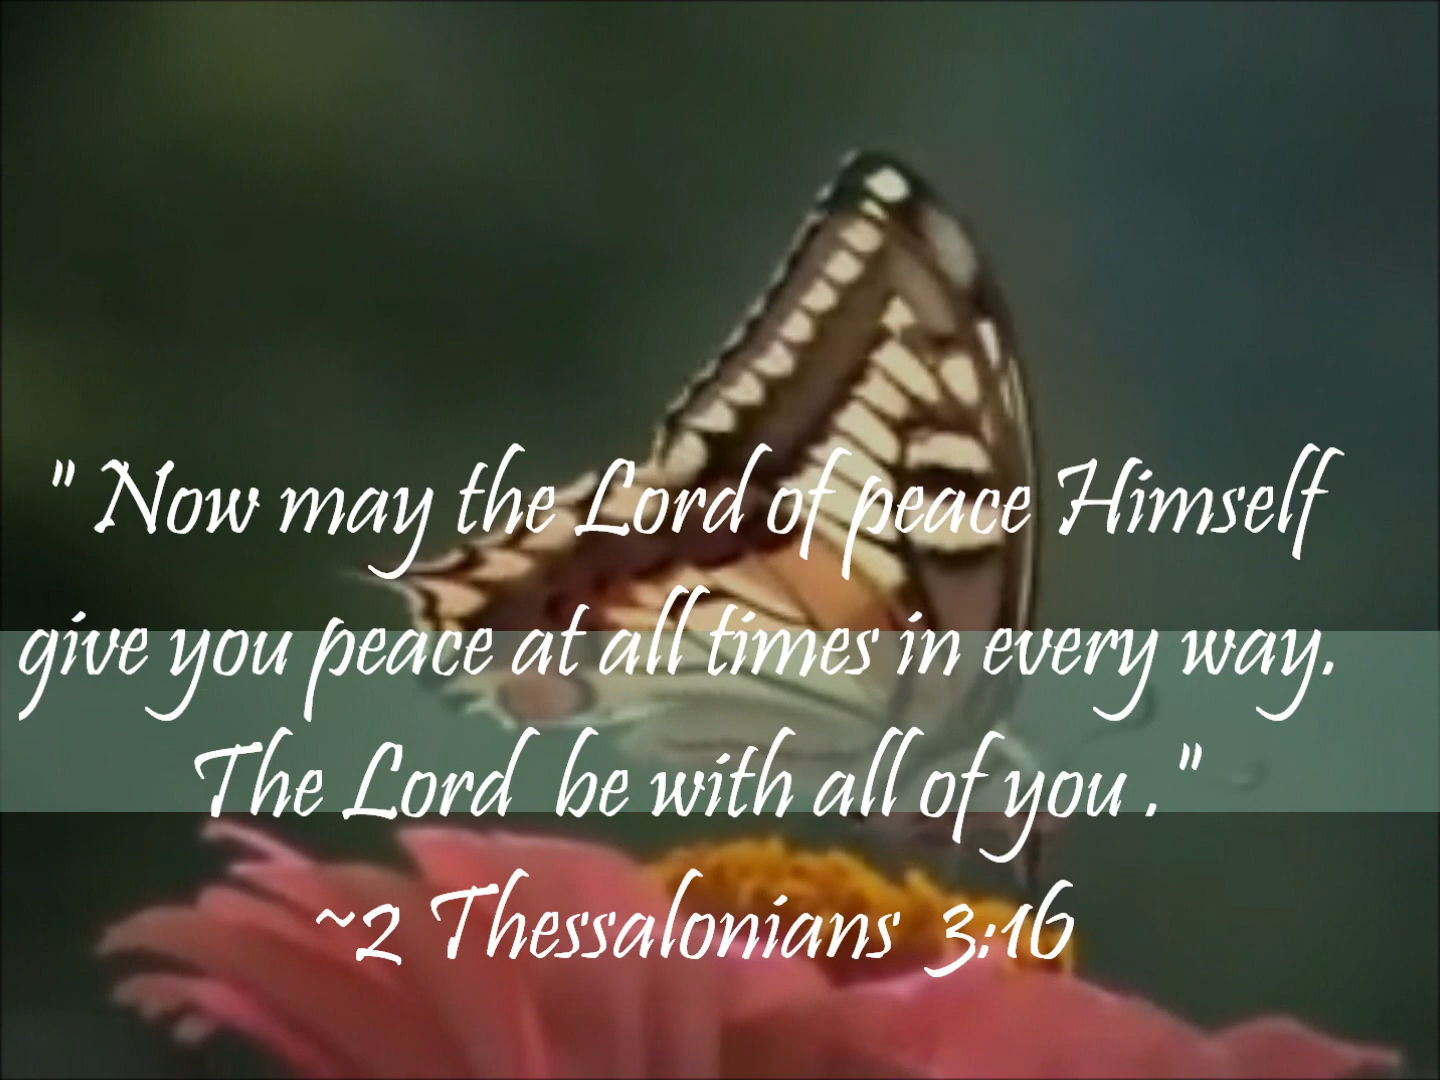 " Now may the Lord of peace Himself
give you peace at all times in every way.
The Lord be with all of you . "
~2 Thessalonians 3:16